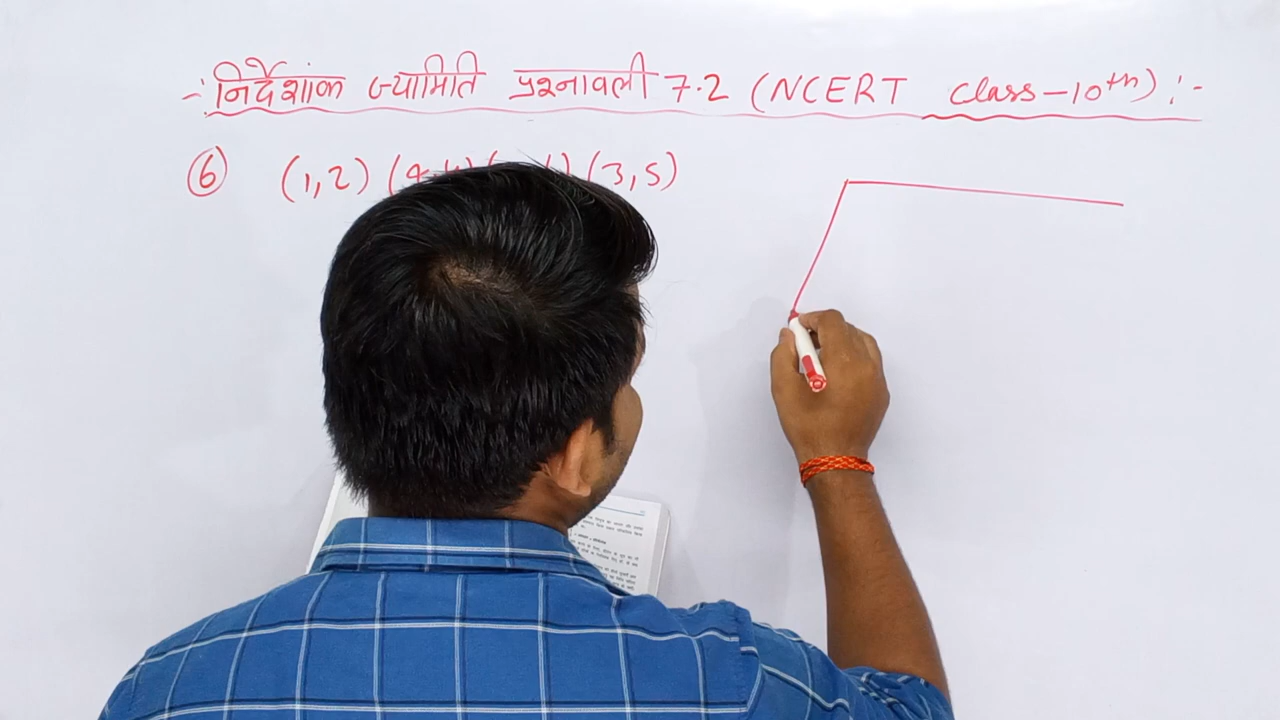 :- निर्देशांक ज्यामिति प्रश्नावली 7.2 (NCERT Class-10th) :-
⑥ (1,2) (3,5)